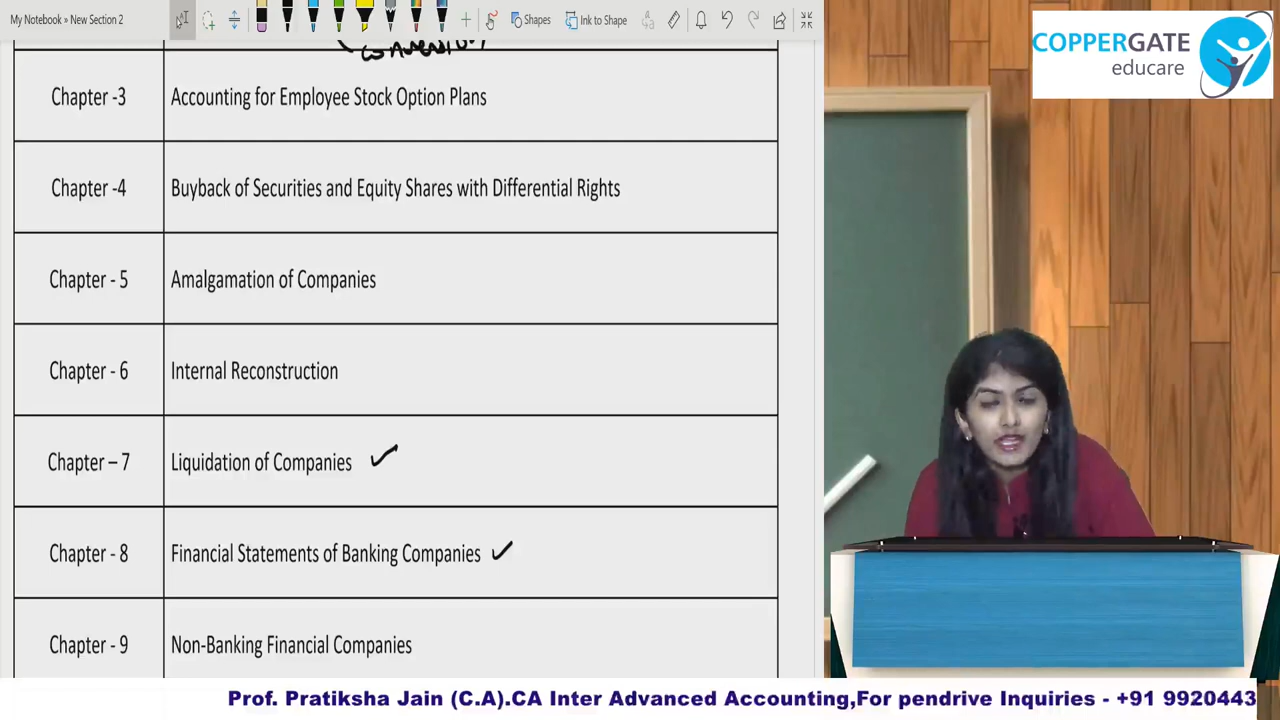 My Notebook » New Section 2
Shapes
Ink to Shape
COPPERGATE
educare
Chapter -3 Accounting for Employee Stock Option Plans
Chapter -4 Buyback of Securities and Equity Shares with Differential Rights
Chapter - 5 Amalgamation of Companies
Chapter - 6 Internal Reconstruction
Chapter – 7 Liquidation of Companies
Chapter - 8 Financial Statements of Banking Companies
Chapter - 9 Non-Banking Financial Companies
Prof. Pratiksha Jain (C.A).CA Inter Advanced Accounting,For pendrive Inquiries - +91 9920443